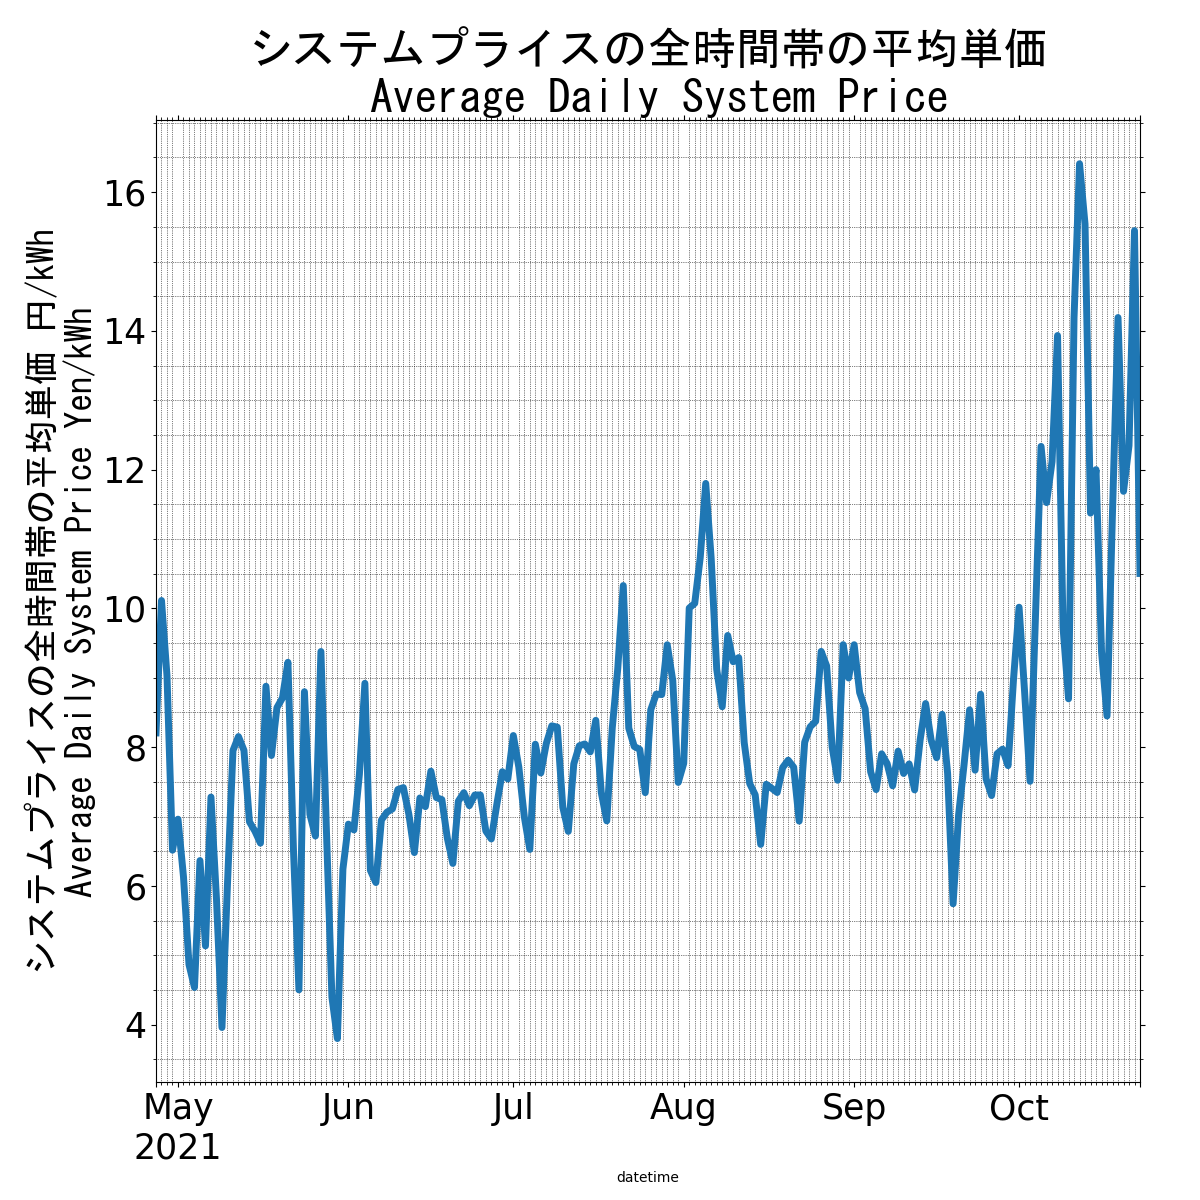 システムプライスの全時間帯の平均単価
Average Daily System Price
システムプライスの全時間帯の平均単価 円/kWh
Average Daily System Price Yen/kWh
16
14
12
10
8
6
4
May
2021
Jun
Jul
Aug
Sep
Oct
datetime